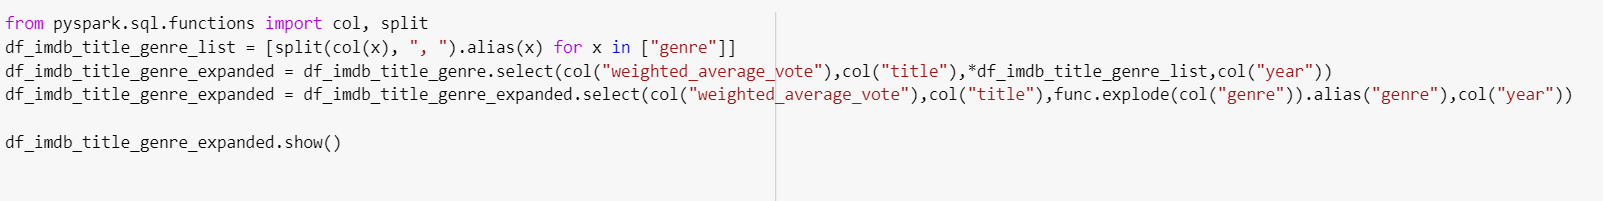 from pyspark.sql.functions import col, split
df_imdb_title_genre_list = [split(col(x), ", ").alias(x) for x in ["genre"]]
df_imdb_title_genre_expanded = df_imdb_title_genre.select(col("weighted_average_vote"),col("title"),*df_imdb_title_genre_list,col("year"))
df_imdb_title_genre_expanded = df_imdb_title_genre_expanded.select(col("weighted_average_vote"),col("title"),func.explode(col("genre")).alias("genre"),col("year"))
df_imdb_title_genre_expanded.show()